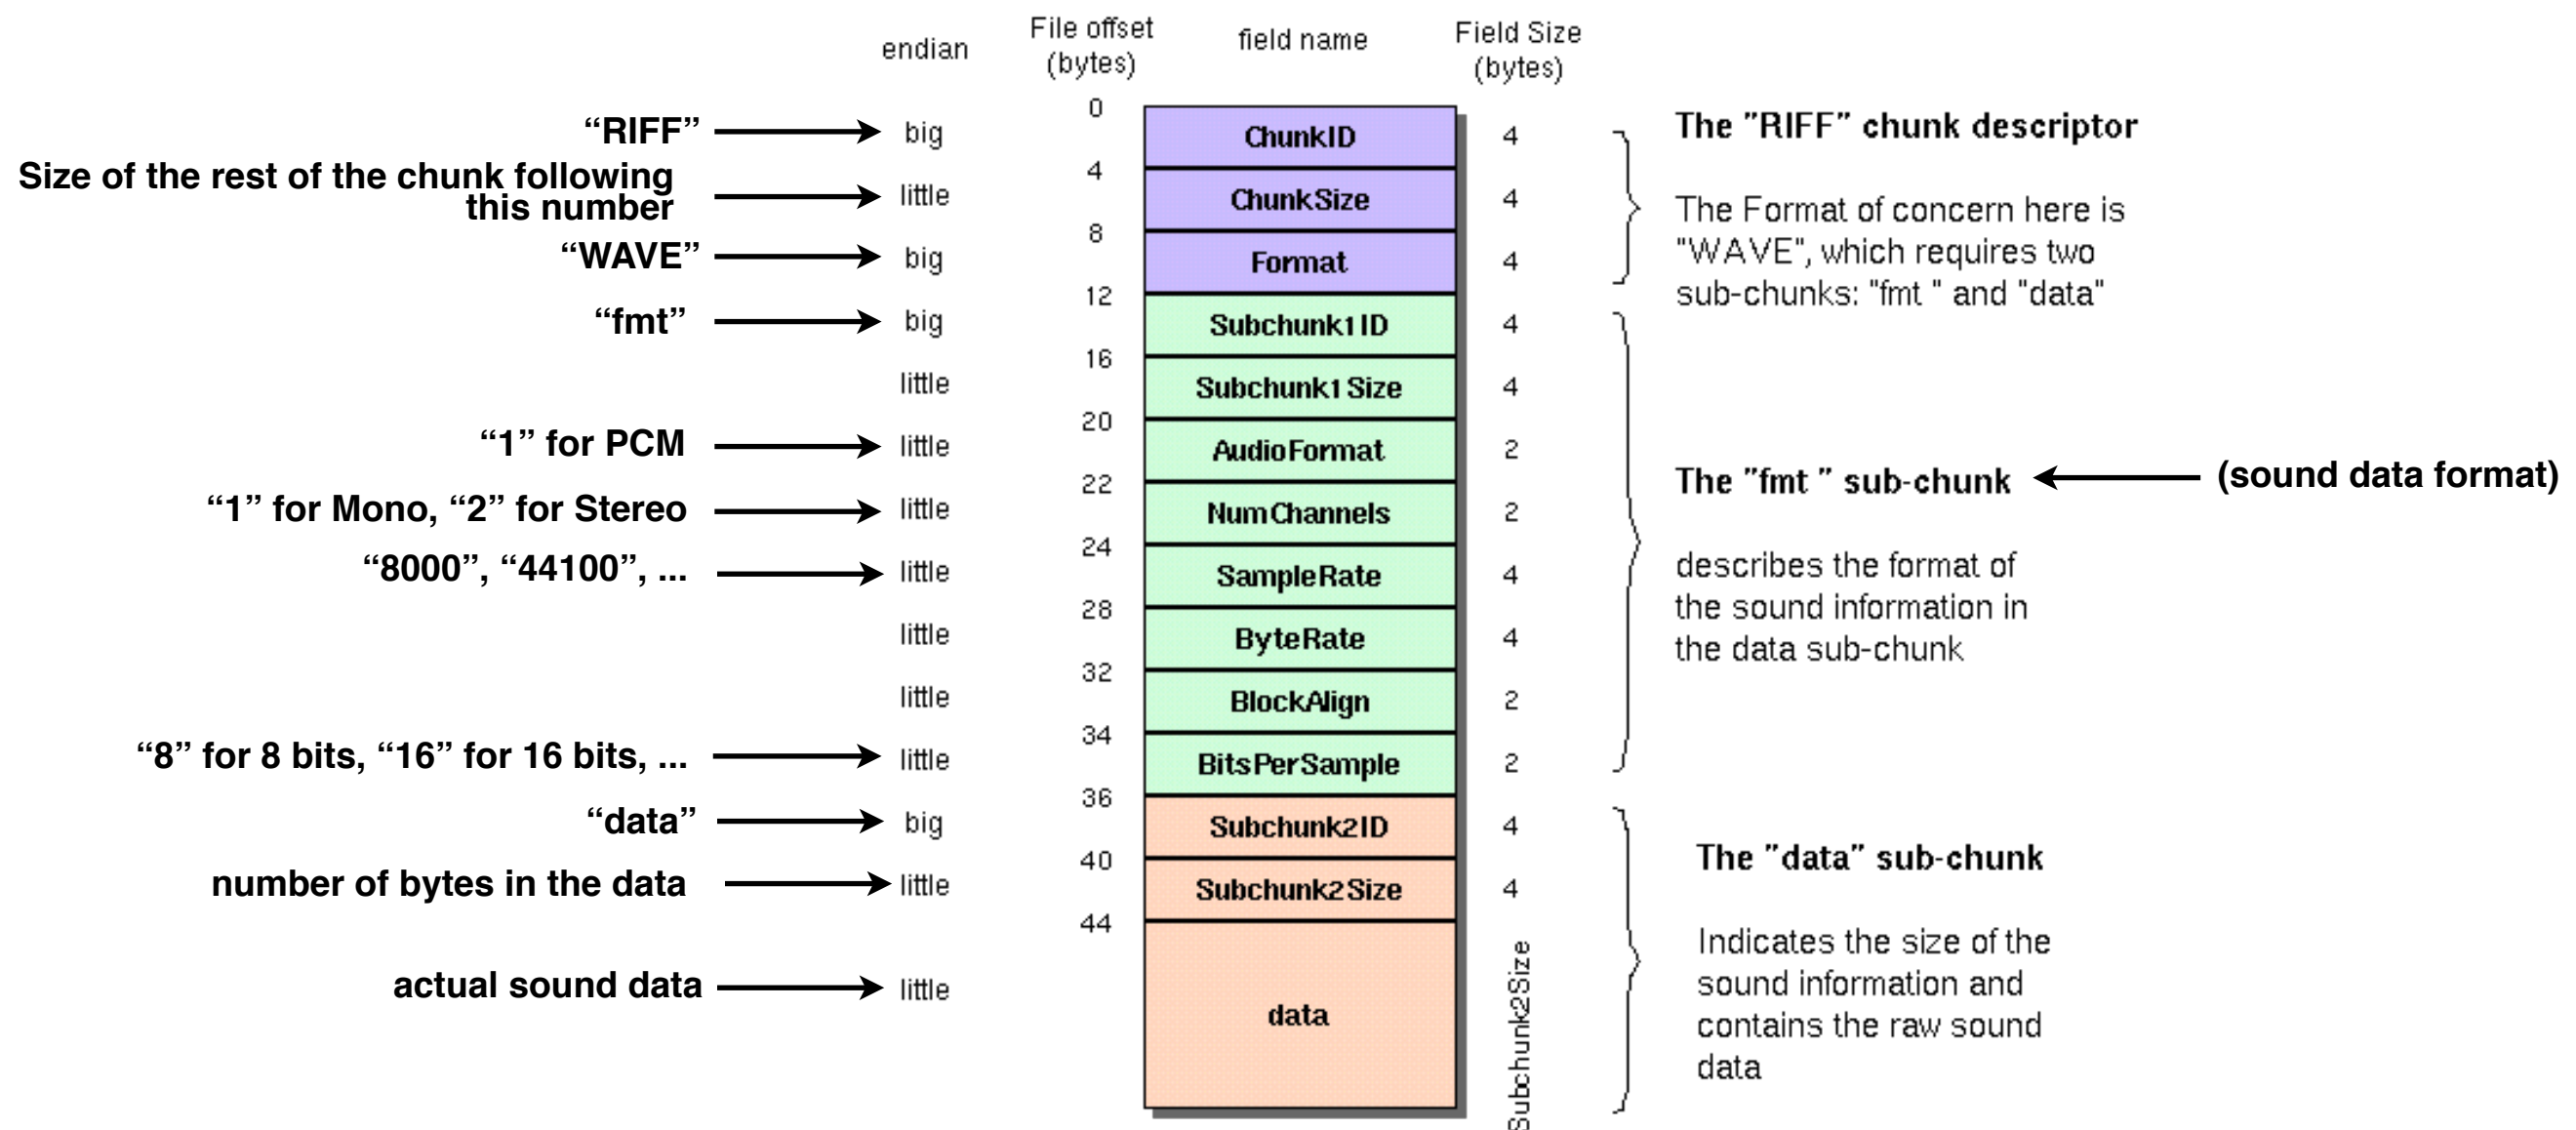 endian
File offset
(bytes)
field name
Field Size
(bytes)
0
“RIFF”
big
ChunkID
4
The "RIFF" chunk descriptor
4
Size of the rest of the chunk following
this number
little
ChunkSize
4
The Format of concern here is
"WAVE", which requires two
sub-chunks: "fmt " and "data"
8
“WAVE”
big
Format
4
12
“fmt”
big
Subchunk1ID
4
16
little
Subchunk1Size
4
20
“1” for PCM
little
AudioFormat
2
The "fmt " sub-chunk
(sound data format)
22
“1” for Mono, “2” for Stereo
little
NumChannels
2
24
“8000”, “44100”, ...
little
SampleRate
4
describes the format of
the sound information in
the data sub-chunk
28
little
ByteRate
4
32
little
BlockAlign
2
34
“8” for 8 bits, “16” for 16 bits, ...
little
BitsPerSample
2
36
“data”
big
Subchunk2ID
4
The "data" sub-chunk
40
number of bytes in the data
little
Subchunk2Size
4
44
Indicates the size of the
sound information and
contains the raw sound
data
actual sound data
little
data
Subchunk2Size